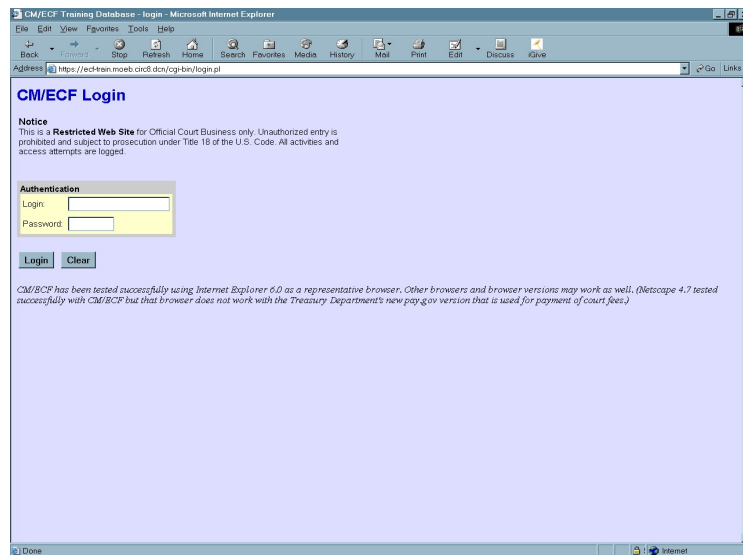 CM/ECF Training Database - login - Microsoft Internet Explorer
File Edit View Favorites Tools Help
Back Forward Stop Refresh Home Search Favorites Media History Mail Print Edit Discuss iGive
Address https://ecf-train.moeb.circ8.dcn/cgi-bin/login.pl Go Links
CM/ECF Login
Notice
This is a Restricted Web Site for Official Court Business only. Unauthorized entry is
prohibited and subject to prosecution under Title 18 of the U.S. Code. All activities and
access attempts are logged.
Authentication
Login:
Password:
Login Clear
CM/ECF has been tested successfully using Internet Explorer 6.0 as a representative browser. Other browsers and browser versions may work as well. (Netscape 4.7 tested
successfully with CM/ECF but that browser does not work with the Treasury Department's new pay.gov version that is used for payment of court fees.)
Done Internet